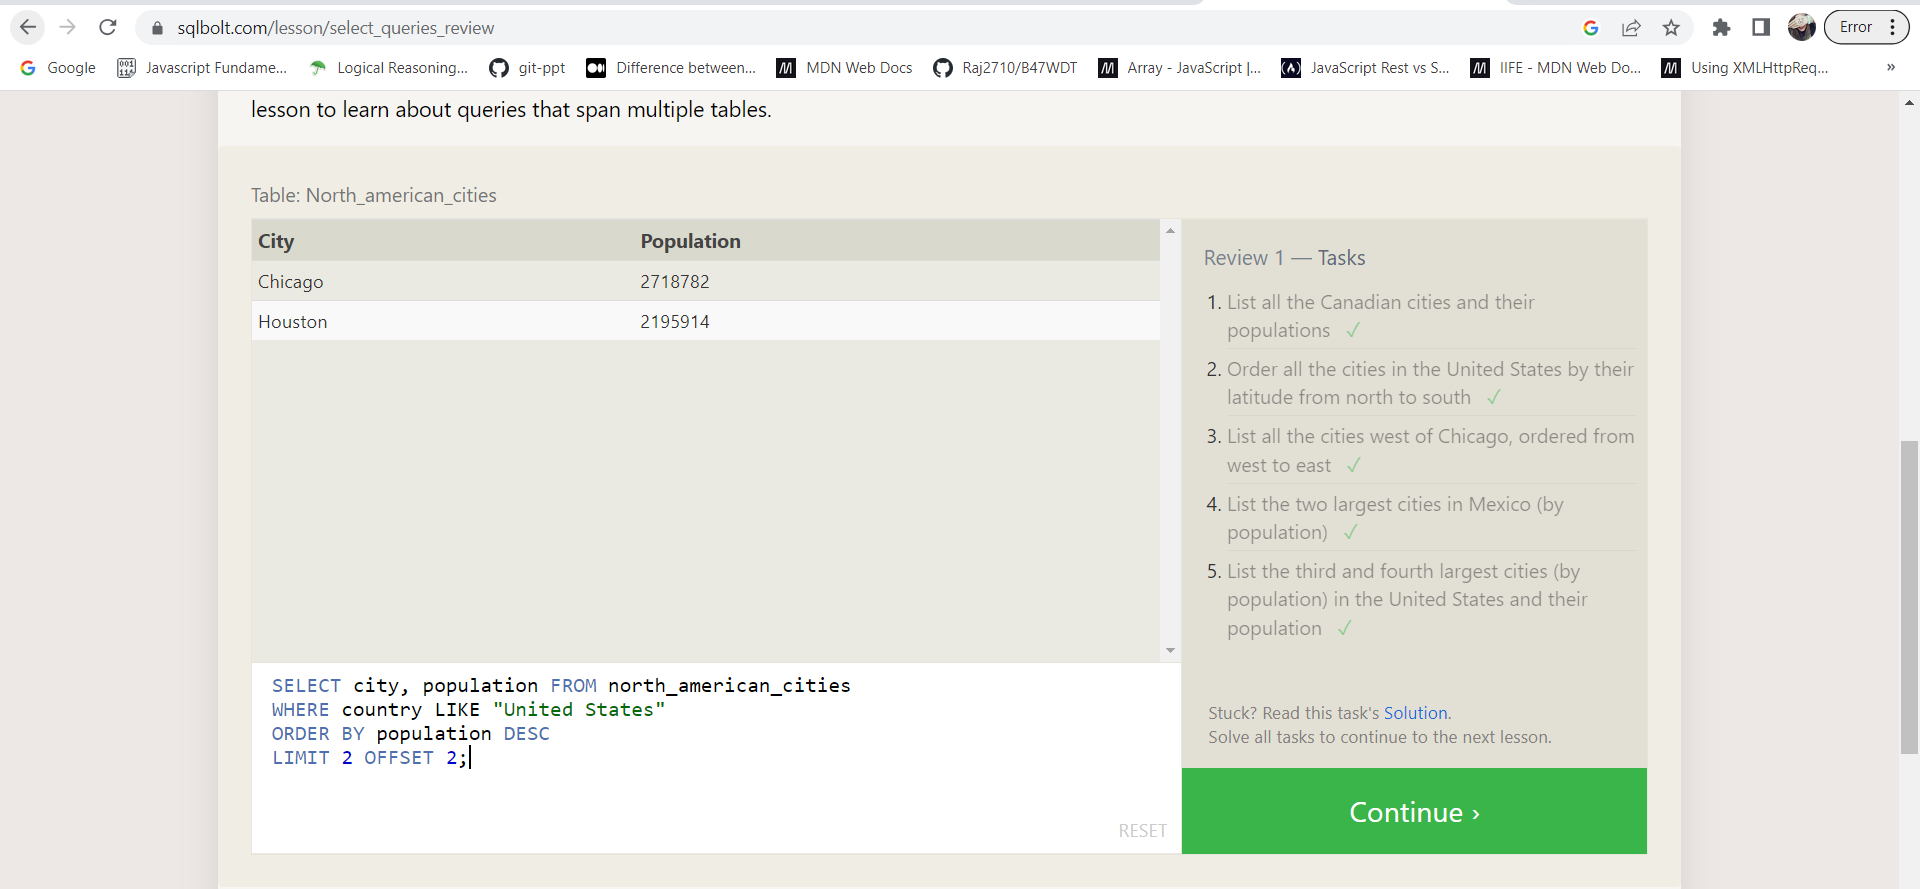 sqlbolt.com/lesson/select_queries_review
Error
Google
Javascript Fundame...
Logical Reasoning...
git-ppt
Difference between...
MDN Web Docs
Raj2710/B47WDT
Array - JavaScript |...
JavaScript Rest vs S...
IIFE - MDN Web Do...
Using XMLHttpReq...
»
lesson to learn about queries that span multiple tables.
Table: North_american_cities
City Population
Chicago 2718782
Houston 2195914
SELECT city, population FROM north_american_cities
WHERE country LIKE "United States"
ORDER BY population DESC
LIMIT 2 OFFSET 2;
RESET
Review 1 — Tasks
1. List all the Canadian cities and their
populations ✓
2. Order all the cities in the United States by their
latitude from north to south ✓
3. List all the cities west of Chicago, ordered from
west to east ✓
4. List the two largest cities in Mexico (by
population) ✓
5. List the third and fourth largest cities (by
population) in the United States and their
population ✓
Stuck? Read this task's Solution.
Solve all tasks to continue to the next lesson.
Continue ›